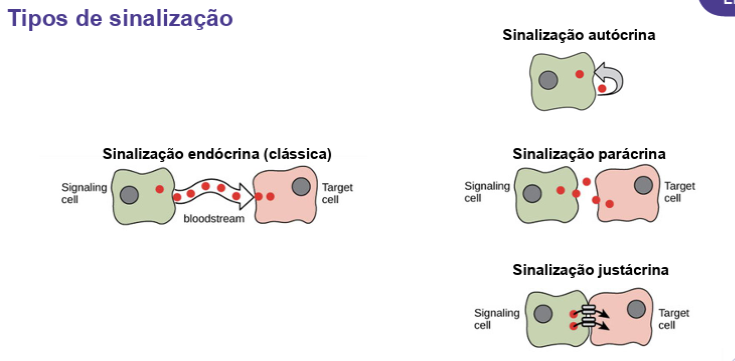 Tipos de sinalização
Sinalização autócrina
Sinalização endócrina (clássica)
Signaling
cell
bloodstream
Target
cell
Sinalização parácrina
Signaling
cell
Target
cell
Sinalização justácrina
Signaling
cell
Target
cell